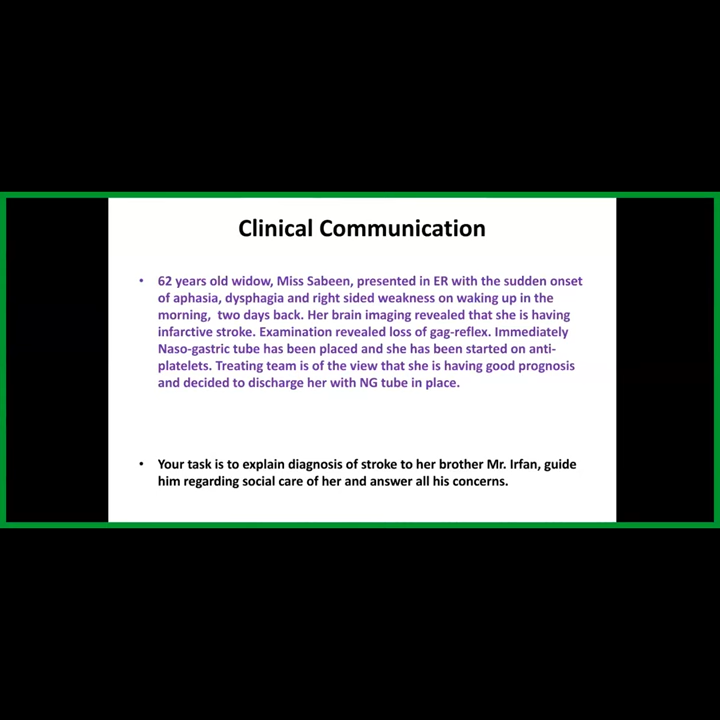 Clinical Communication
• 62 years old widow, Miss Sabeen, presented in ER with the sudden onset
of aphasia, dysphagia and right sided weakness on waking up in the
morning, two days back. Her brain imaging revealed that she is having
infarctive stroke. Examination revealed loss of gag-reflex. Immediately
Naso-gastric tube has been placed and she has been started on anti-
platelets. Treating team is of the view that she is having good prognosis
and decided to discharge her with NG tube in place.
• Your task is to explain diagnosis of stroke to her brother Mr. Irfan, guide
him regarding social care of her and answer all his concerns.